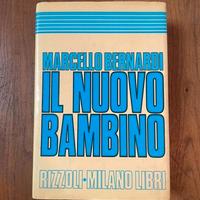 MARCELLO BERNARDI
IL NUOVO
BAMBINO
RIZZOLI•MILANO LIBRI